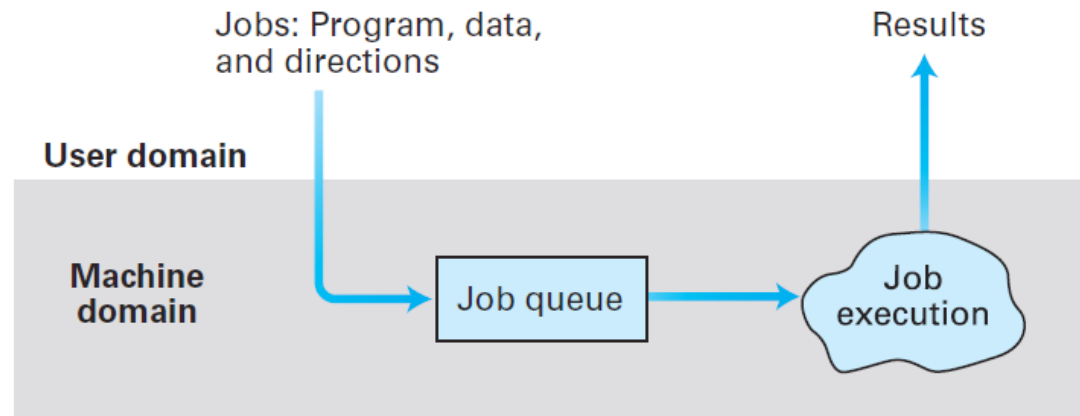 Jobs: Program, data,
and directions
Results
User domain
Machine
domain
Job queue
Job
execution